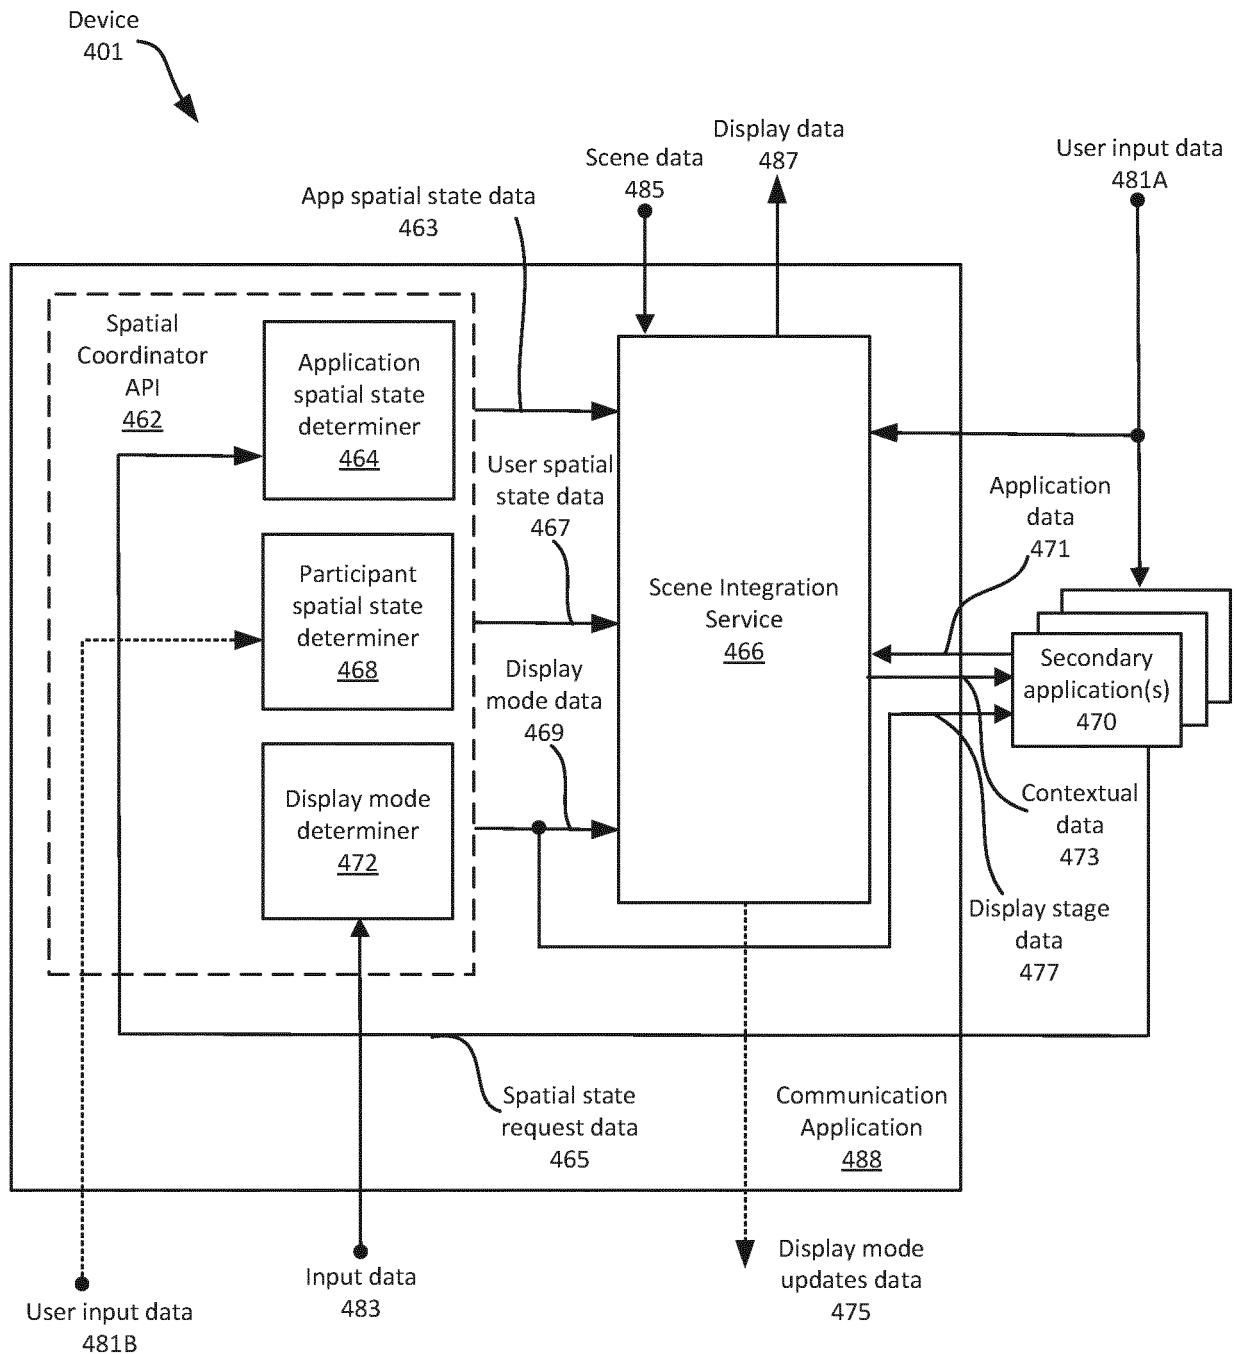 Device
401
Display data
487
Scene data
485
User input data
481A
App spatial state data
463
Spatial
Coordinator
API
462
Application
spatial state
determiner
464
User spatial
state data
467
Application
data
471
Participant
spatial state
determiner
468
Scene Integration
Service
466
Secondary
application(s)
470
Display
mode data
469
Display mode
determiner
472
Contextual
data
473
Display stage
data
477
Spatial state
request data
465
Communication
Application
488
Display mode
updates data
475
Input data
483
User input data
481B